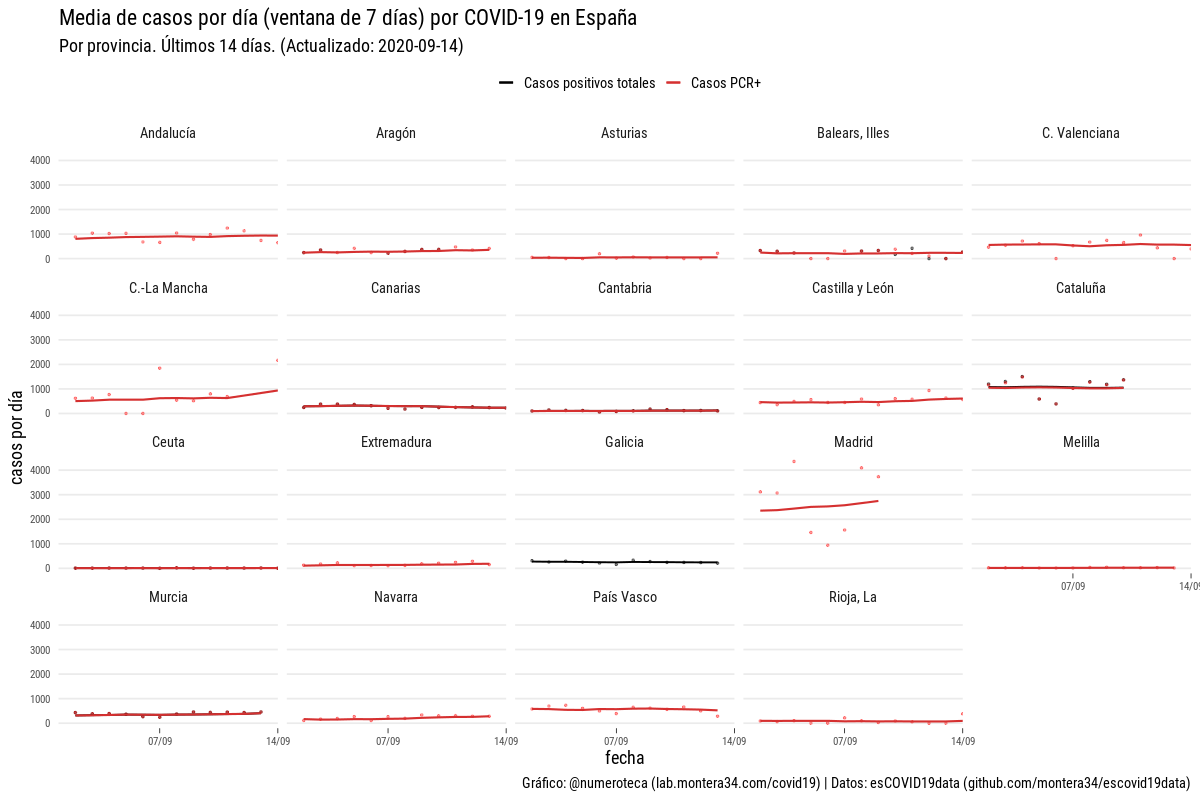 Media de casos por día (ventana de 7 días) por COVID-19 en España
Por provincia. Últimos 14 días. (Actualizado: 2020-09-14)
Casos positivos totales
Casos PCR+
Andalucía
Aragón
Asturias
Balears, Illes
C. Valenciana
4000
3000
2000
1000
0
C.-La Mancha
Canarias
Cantabria
Castilla y León
Cataluña
4000
3000
2000
1000
0
casos por día
Ceuta
Extremadura
Galicia
Madrid
Melilla
4000
3000
2000
1000
0
07/09
14/09
Murcia
Navarra
País Vasco
Rioja, La
4000
3000
2000
1000
0
07/09
14/09
07/09
14/09
07/09
14/09
07/09
14/09
fecha
Gráfico: @numeroteca (lab.montera34.com/covid19) | Datos: esCOVID19data (github.com/montera34/escovid19data)